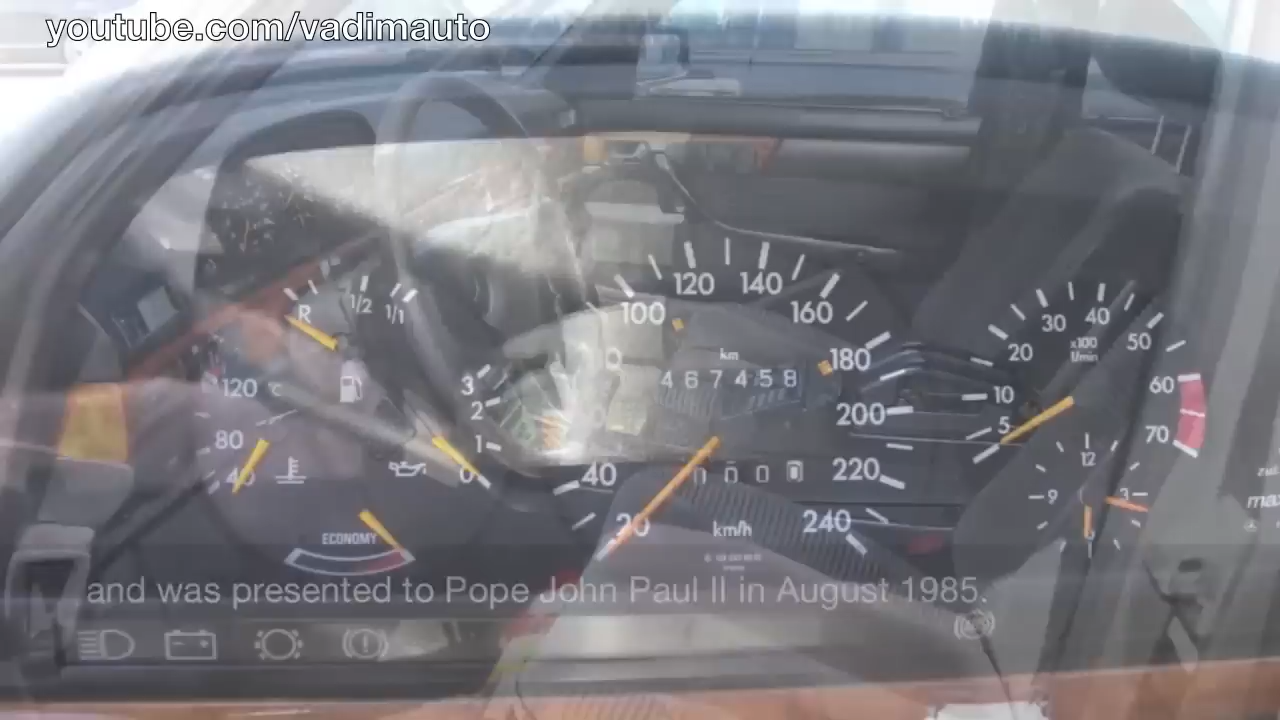 youtube.com/vadimauto
R 1/2 1/1
120 °C
80
40
3
2
1
0
ECONOMY
20
40
100
120
140
160
180
200
220
240
km
467458
km/h
5
10
20
30
40
50
60
70
x100
1/min
12
3
9
max
and was presented to Pope John Paul II in August 1985.